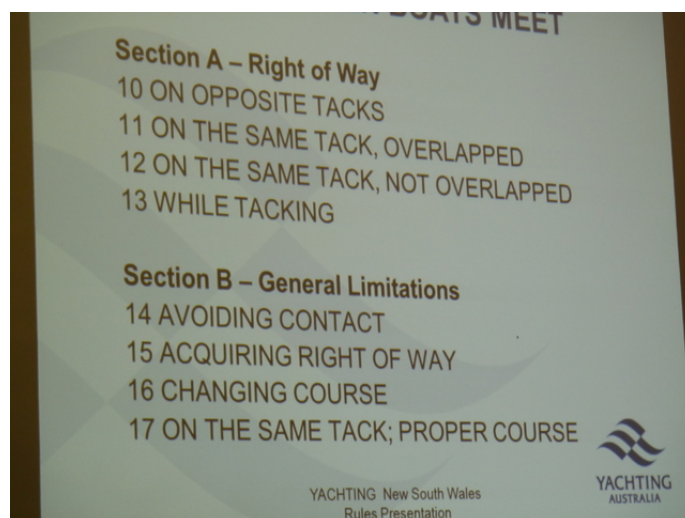 BOATS MEET
Section A – Right of Way
10 ON OPPOSITE TACKS
11 ON THE SAME TACK, OVERLAPPED
12 ON THE SAME TACK, NOT OVERLAPPED
13 WHILE TACKING
Section B – General Limitations
14 AVOIDING CONTACT
15 ACQUIRING RIGHT OF WAY
16 CHANGING COURSE
17 ON THE SAME TACK; PROPER COURSE
YACHTING New South Wales
Rules Presentation
YACHTING
AUSTRALIA